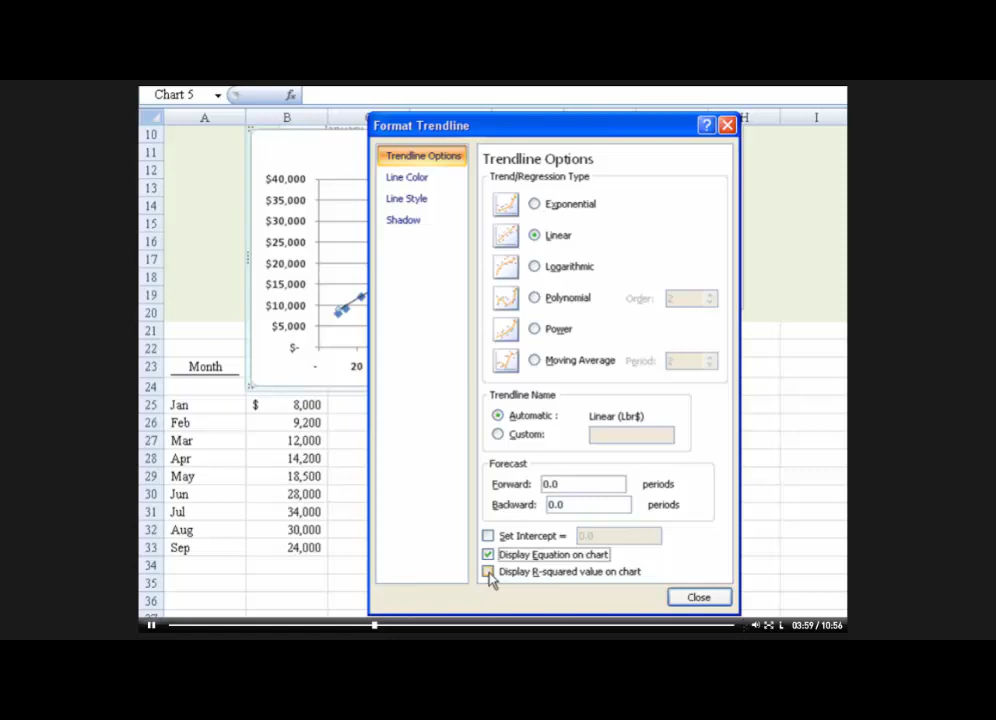 Chart 5 fx
A B H I
Format Trendline ?
Trendline Options
Line Color
Line Style
Shadow
Trendline Options
Trend/Regression Type
Exponential
Linear
Logarithmic
Polynomial Order: 2
Power
Moving Average Period: 2
Trendline Name
Automatic : Linear (Lbr$)
Custom:
Forecast
Forward: 0.0 periods
Backward: 0.0 periods
Set Intercept = 0.0
Display Equation on chart
Display R-squared value on chart
Close
$40,000
$35,000
$30,000
$25,000
$20,000
$15,000
$10,000
$5,000
$-
- 20
10
11
12
13
14
15
16
17
18
19
20
21
22
23 Month
24
25 Jan $ 8,000
26 Feb 9,200
27 Mar 12,000
28 Apr 14,200
29 May 18,500
30 Jun 28,000
31 Jul 34,000
32 Aug 30,000
33 Sep 24,000
34
35
36
03:59 / 10:56